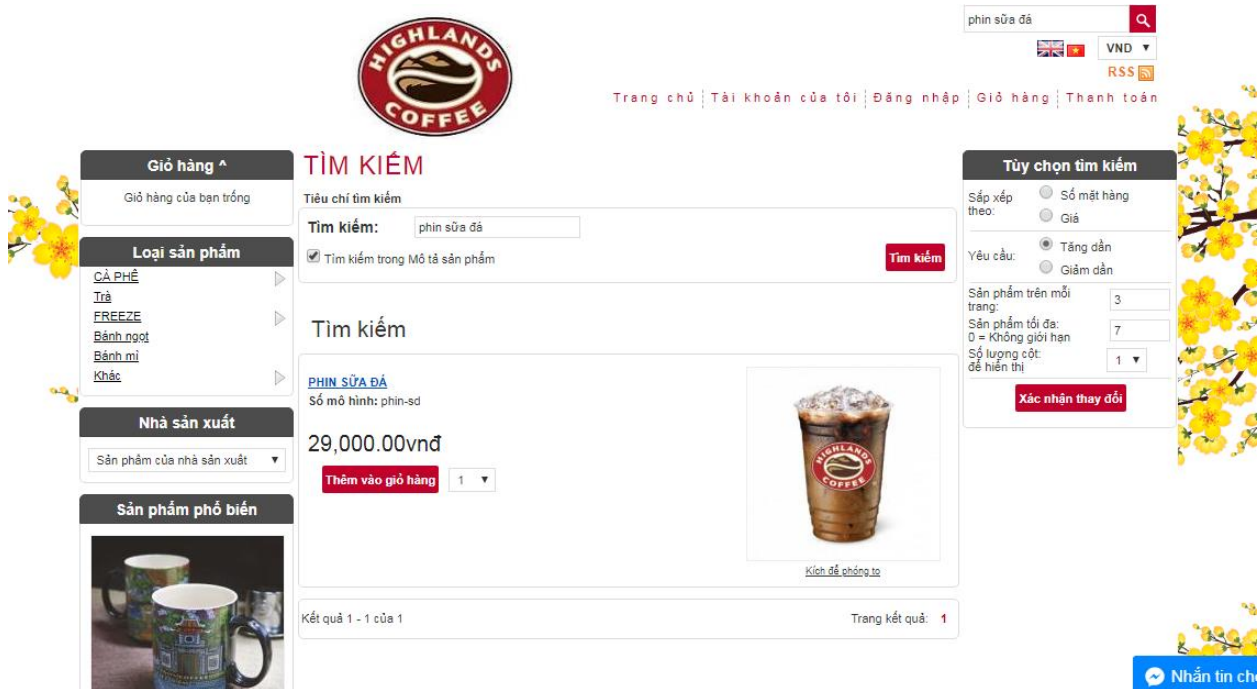 phin sữa đá
VND
RSS
HIGHLANDS
COFFEE
Trang chủ Tài khoản của tôi Đăng nhập Giỏ hàng Thanh toán
Giỏ hàng ^
Giỏ hàng của bạn trống
Loại sản phẩm
CÀ PHÊ
Trà
FREEZE
Bánh ngọt
Bánh mì
Khác
Nhà sản xuất
Sản phẩm của nhà sản xuất
Sản phẩm phổ biến
TÌM KIẾM
Tiêu chí tìm kiếm
Tìm kiếm: phin sữa đá
Tìm kiếm trong Mô tả sản phẩm
Tìm kiếm
Tìm kiếm
PHIN SỮA ĐÁ
Số mô hình: phin-sd
29,000.00vnđ
Thêm vào giỏ hàng 1
HIGHLANDS
COFFEE
Kích để phóng to
Kết quả 1 - 1 của 1 Trang kết quả: 1
Tùy chọn tìm kiếm
Sắp xếp theo:
Số mặt hàng
Giá
Yêu cầu:
Tăng dần
Giảm dần
Sản phẩm trên mỗi
trang:
3
Sản phẩm tối đa:
0 = Không giới hạn
7
Số lượng cột:
để hiển thị
1
Xác nhận thay đổi
Nhắn tin ch